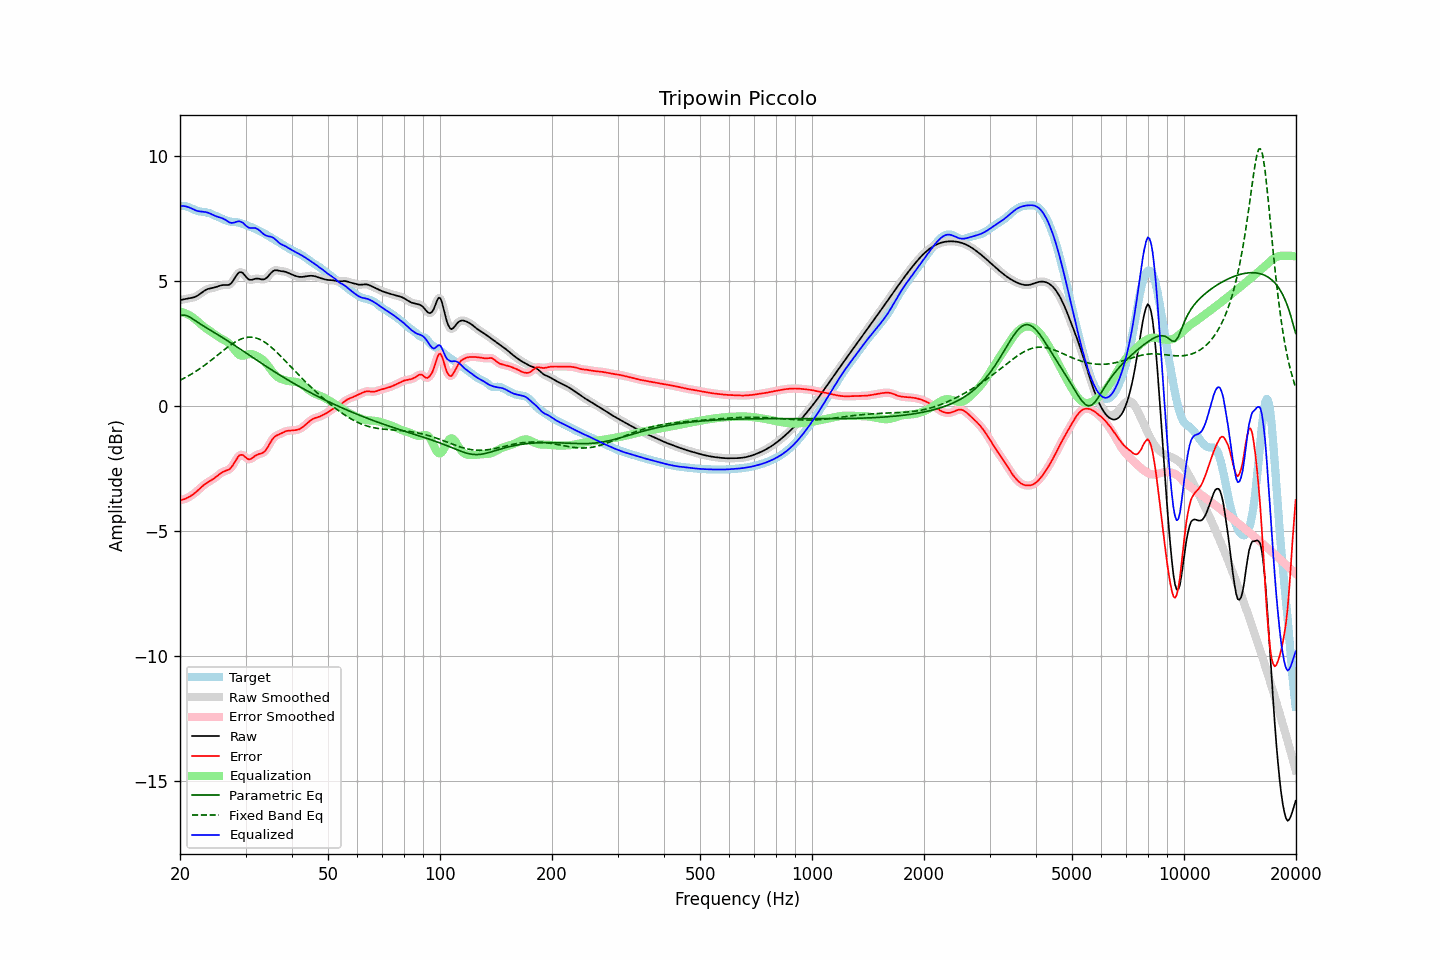 Tripowin Piccolo
Amplitude (dBr)
10
5
0
−5
−10
−15
Target
Raw Smoothed
Error Smoothed
Raw
Error
Equalization
Parametric Eq
Fixed Band Eq
Equalized
20 50 100 200 500 1000 2000 5000 10000 20000
Frequency (Hz)